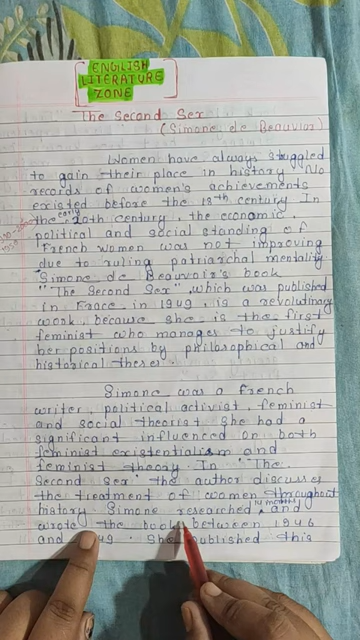 ENGLISH
LITERATURE
ZONE
The Second Sex
(Simone de Beauvoir)
Women have always struggled
to gain their place in history. No
records of women's achievements
existed before the 18th century. In
the early 20th century, the economic,
political and social standing of
French women was not improving
due to ruling patriarchal mentality
Simone de Beauvoir's book
"The Second Sex", which was published
in France in 1949, is a revolutionary
work, because she is the first
feminist who manages to justify
her positions by philosophical and
historical theses.
Simone was a French
writer, political activist, feminist
and social theorist. She had a
significant influenced on both
feminist existentialism and
feminist theory. In "The
Second Sex" the author discusses
the treatment of women throughout
history. Simone researched, and
14 months
wrote the book between 1946
and 1949. She published this